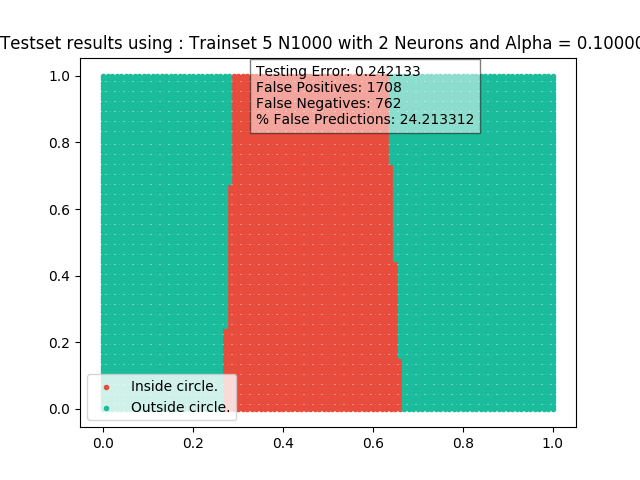 Testset results using : Trainset 5 N1000 with 2 Neurons and Alpha = 0.10000
Testing Error: 0.242133
False Positives: 1708
False Negatives: 762
% False Predictions: 24.213312
1.0
0.8
0.6
0.4
0.2
0.0
Inside circle.
Outside circle.
0.0 0.2 0.4 0.6 0.8 1.0